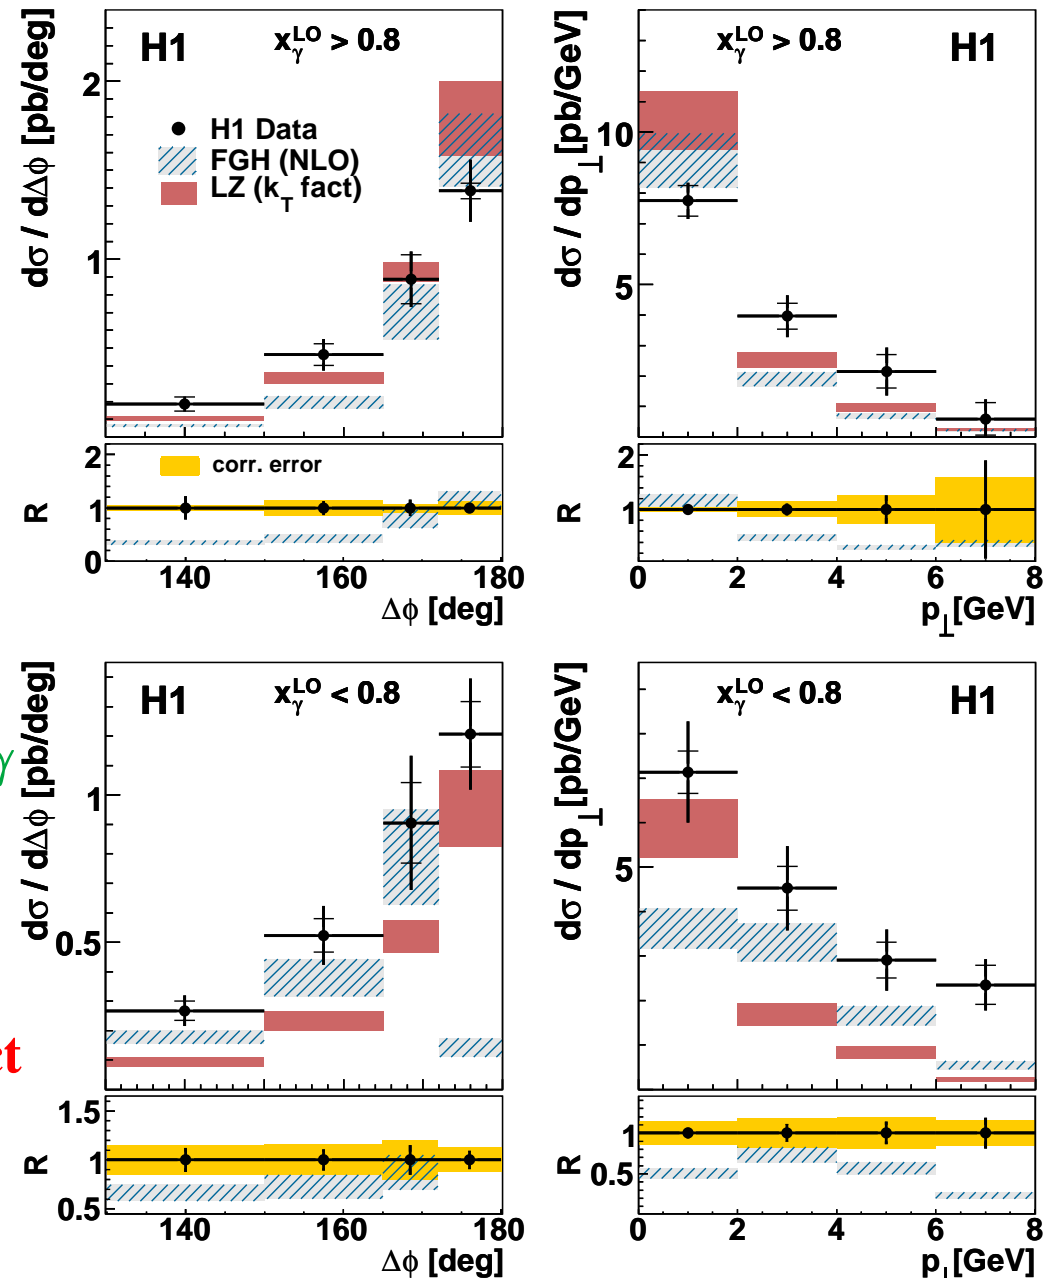 H1 x_γ^LO > 0.8
dσ / dΔϕ [pb/deg]
2
1
H1 Data
FGH (NLO)
LZ (k_T fact)
corr. error
R
2
1
0
140 160 180
Δϕ [deg]
x_γ^LO > 0.8 H1
dσ / dp_⊥ [pb/GeV]
10
5
R
2
1
0 2 4 6 8
p_⊥ [GeV]
H1 x_γ^LO < 0.8
dσ / dΔϕ [pb/deg]
1
0.5
γ
ct
R
1.5
1
0.5
140 160 180
Δϕ [deg]
x_γ^LO < 0.8 H1
dσ / dp_⊥ [pb/GeV]
5
R
1
0.5
0 2 4 6 8
p_⊥ [GeV]